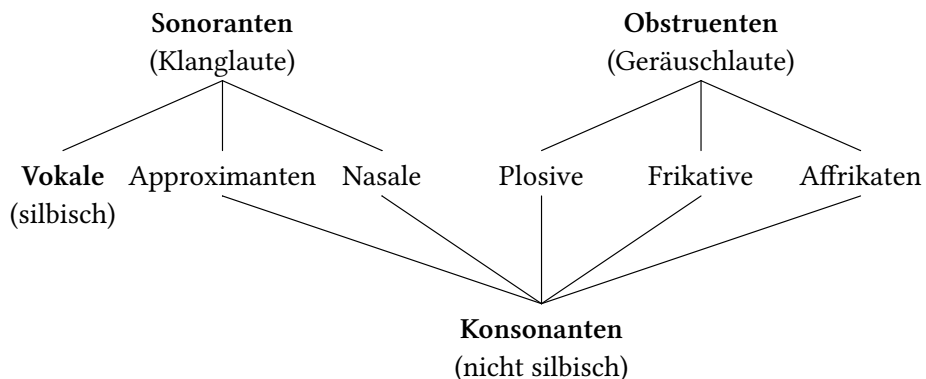 Sonoranten Obstruenten
(Klanglaute) (Geräuschlaute)
Vokale Approximanten Nasale Plosive Frikative Affrikaten
(silbisch)
Konsonanten
(nicht silbisch)